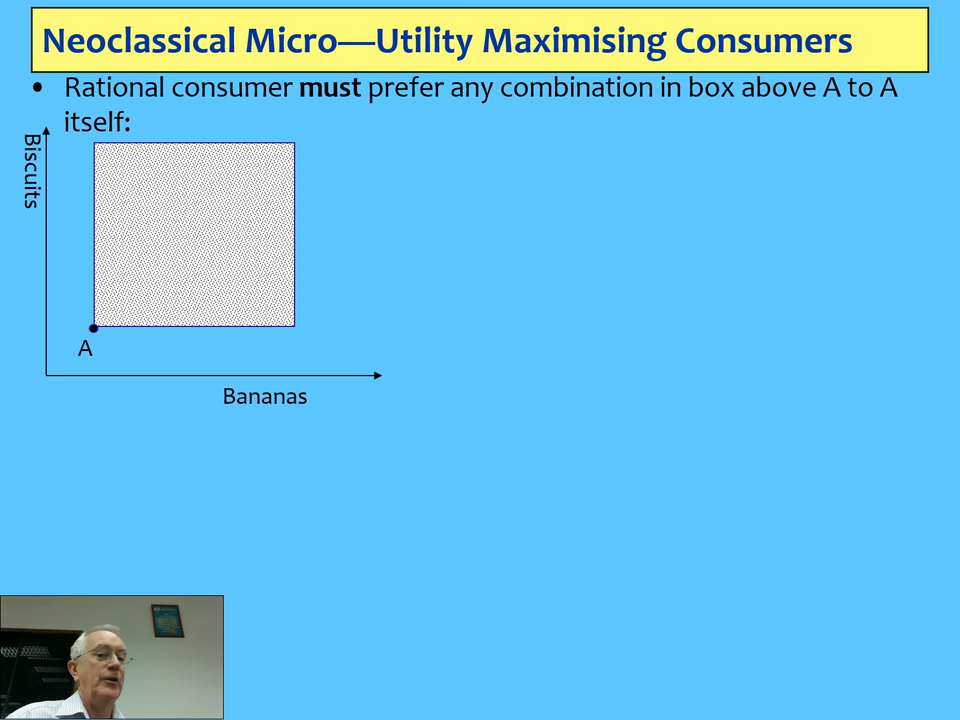 Neoclassical Micro—Utility Maximising Consumers
• Rational consumer must prefer any combination in box above A to A
itself:
Biscuits
A
Bananas